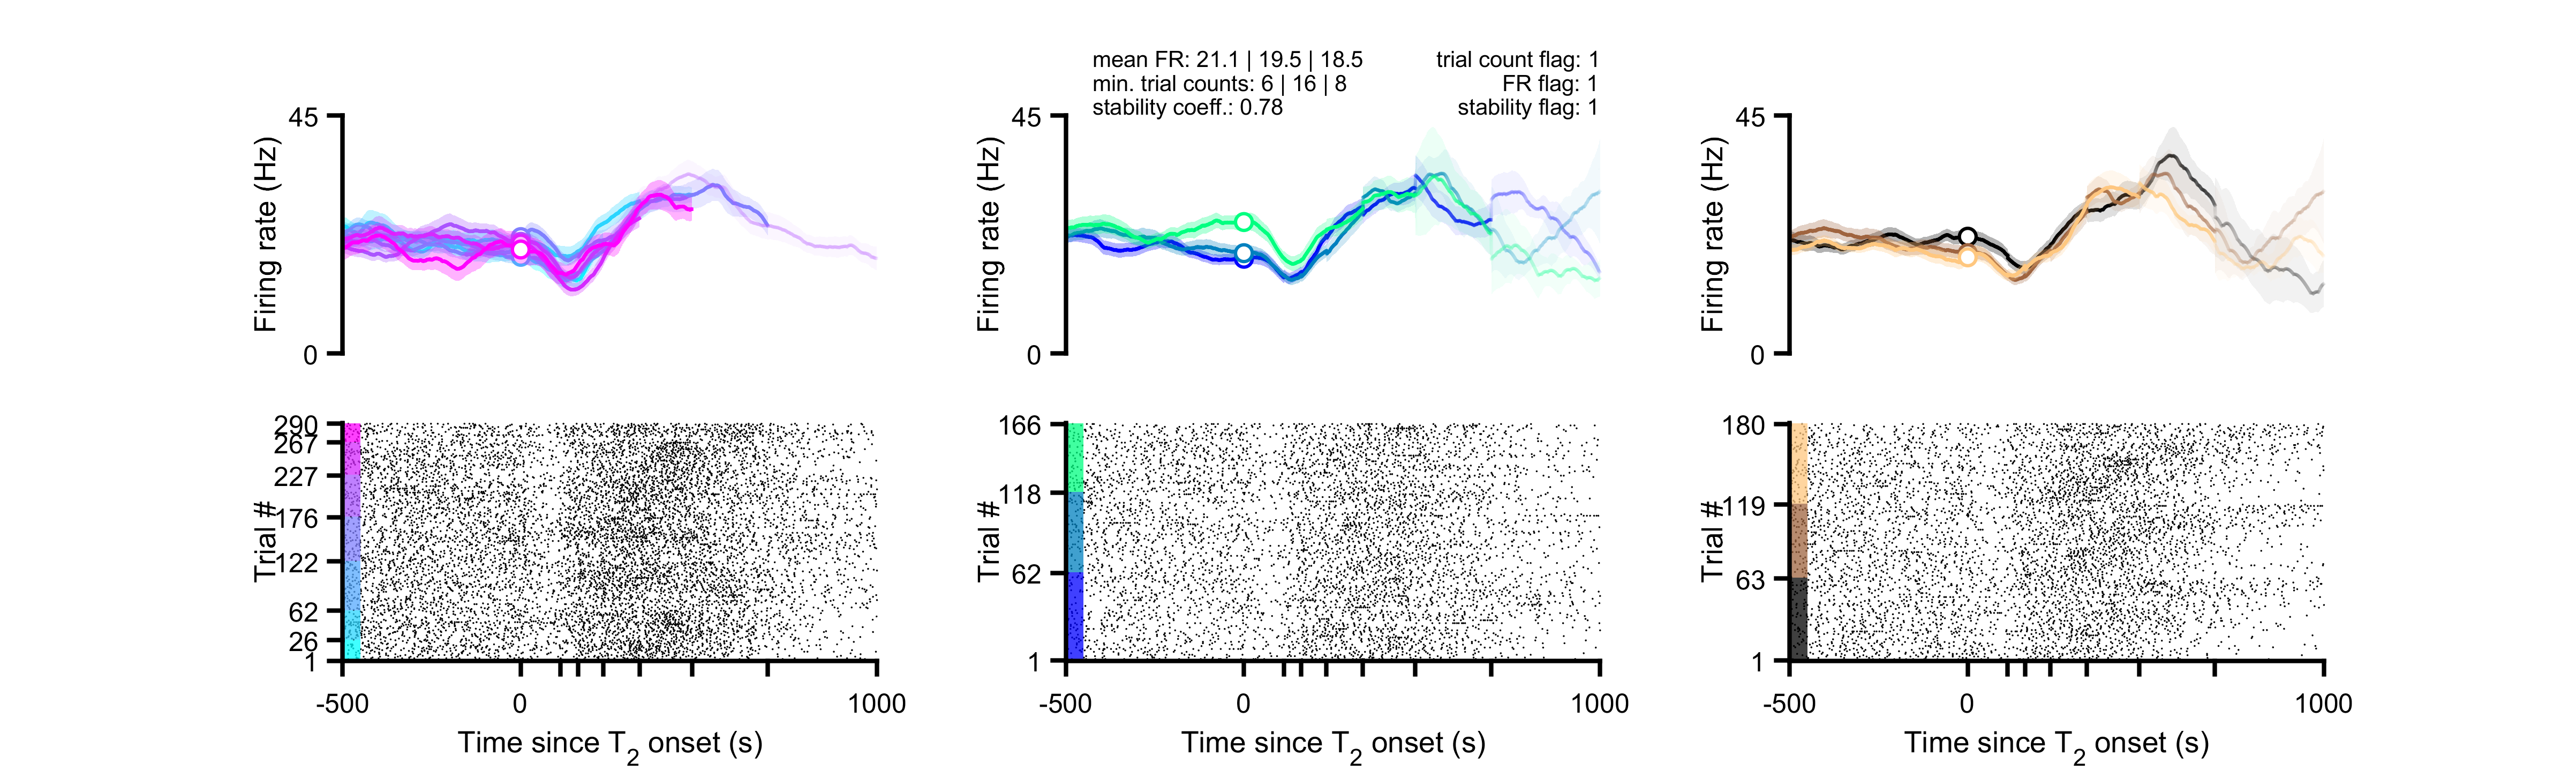 mean FR: 21.1 | 19.5 | 18.5
trial count flag: 1
min. trial counts: 6 | 16 | 8
FR flag: 1
stability coeff.: 0.78
stability flag: 1
45
Firing rate (Hz)
0
45
Firing rate (Hz)
0
45
Firing rate (Hz)
0
290
267
227
176
122
62
26
1
Trial #
-500
0
1000
Time since T2 onset (s)
166
118
62
1
Trial #
-500
0
1000
Time since T2 onset (s)
180
119
63
1
Trial #
-500
0
1000
Time since T2 onset (s)